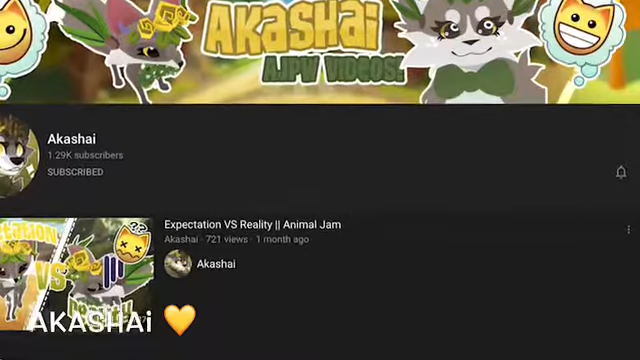 AKASHAI
AJPW VIDEOS!
Akashai
1.29K subscribers
SUBSCRIBED
Expectation VS Reality || Animal Jam
Akashai · 721 views · 1 month ago
Akashai
VS
??
AKASHAi 🧡